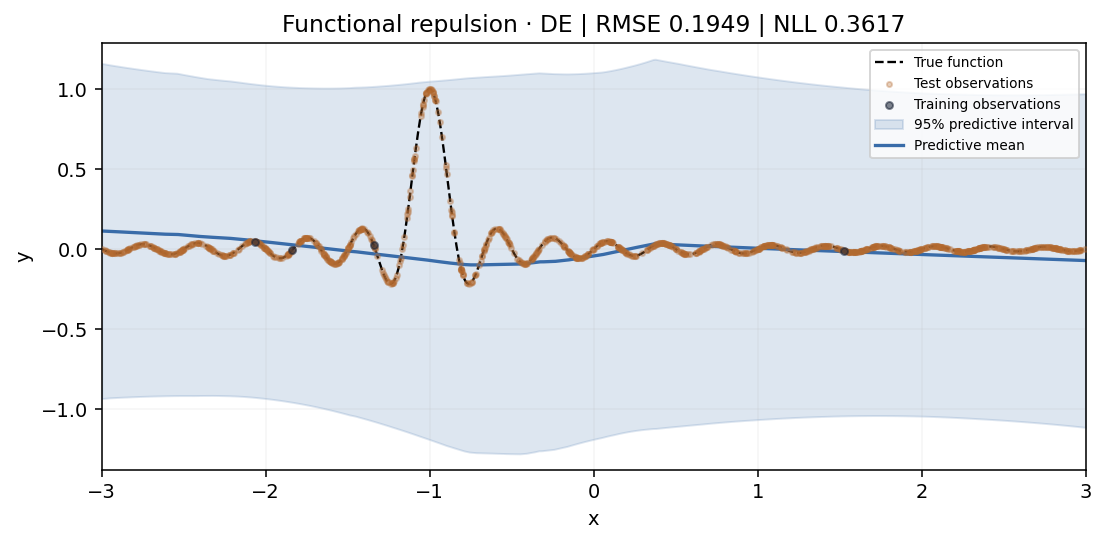 Functional repulsion · DE | RMSE 0.1949 | NLL 0.3617
True function
Test observations
Training observations
95% predictive interval
Predictive mean
y
1.0
0.5
0.0
−0.5
−1.0
−3
−2
−1
0
1
2
3
x